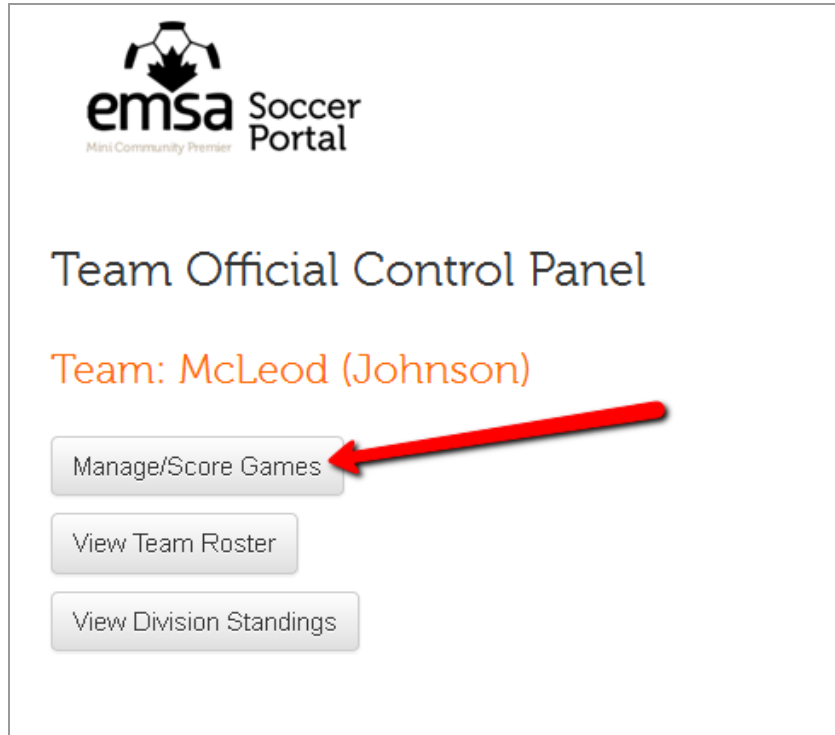 emsa Soccer
Mini Community Premier Portal
Team Official Control Panel
Team: McLeod (Johnson)
Manage/Score Games
View Team Roster
View Division Standings